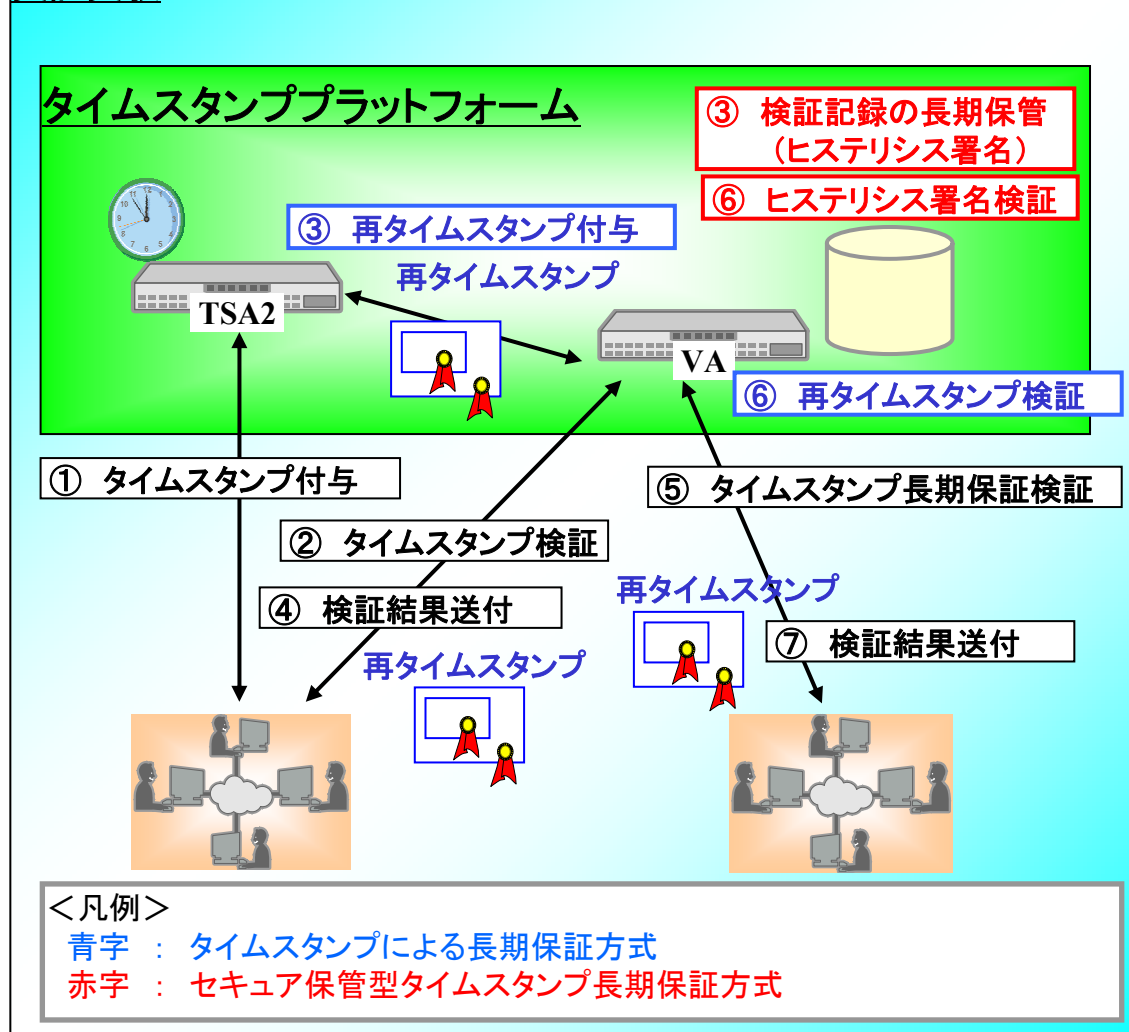 タイムスタンププラットフォーム
③ 検証記録の長期保管
（ヒステリシス署名）
⑥ ヒステリシス署名検証
③ 再タイムスタンプ付与
再タイムスタンプ
TSA2
VA
⑥ 再タイムスタンプ検証
① タイムスタンプ付与
⑤ タイムスタンプ長期保証検証
② タイムスタンプ検証
再タイムスタンプ
④ 検証結果送付
⑦ 検証結果送付
再タイムスタンプ
＜凡例＞
青字 ： タイムスタンプによる長期保証方式
赤字 ： セキュア保管型タイムスタンプ長期保証方式